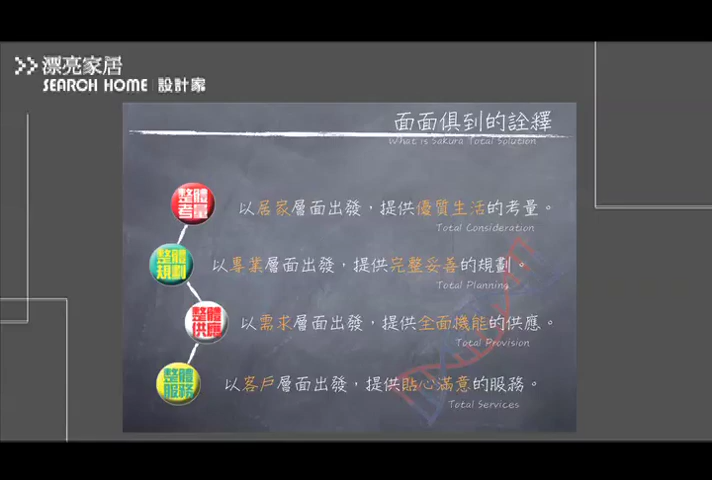 漂亮家居
SEARCH HOME 設計家
面面俱到的詮釋
What is Sakura Total Solution
整體考量
以居家層面出發，提供優質生活的考量。
Total Consideration
整體規劃
以專業層面出發，提供完整妥善的規劃。
Total Planning
整體供應
以需求層面出發，提供全面機能的供應。
Total Provision
整體服務
以客戶層面出發，提供貼心滿意的服務。
Total Services